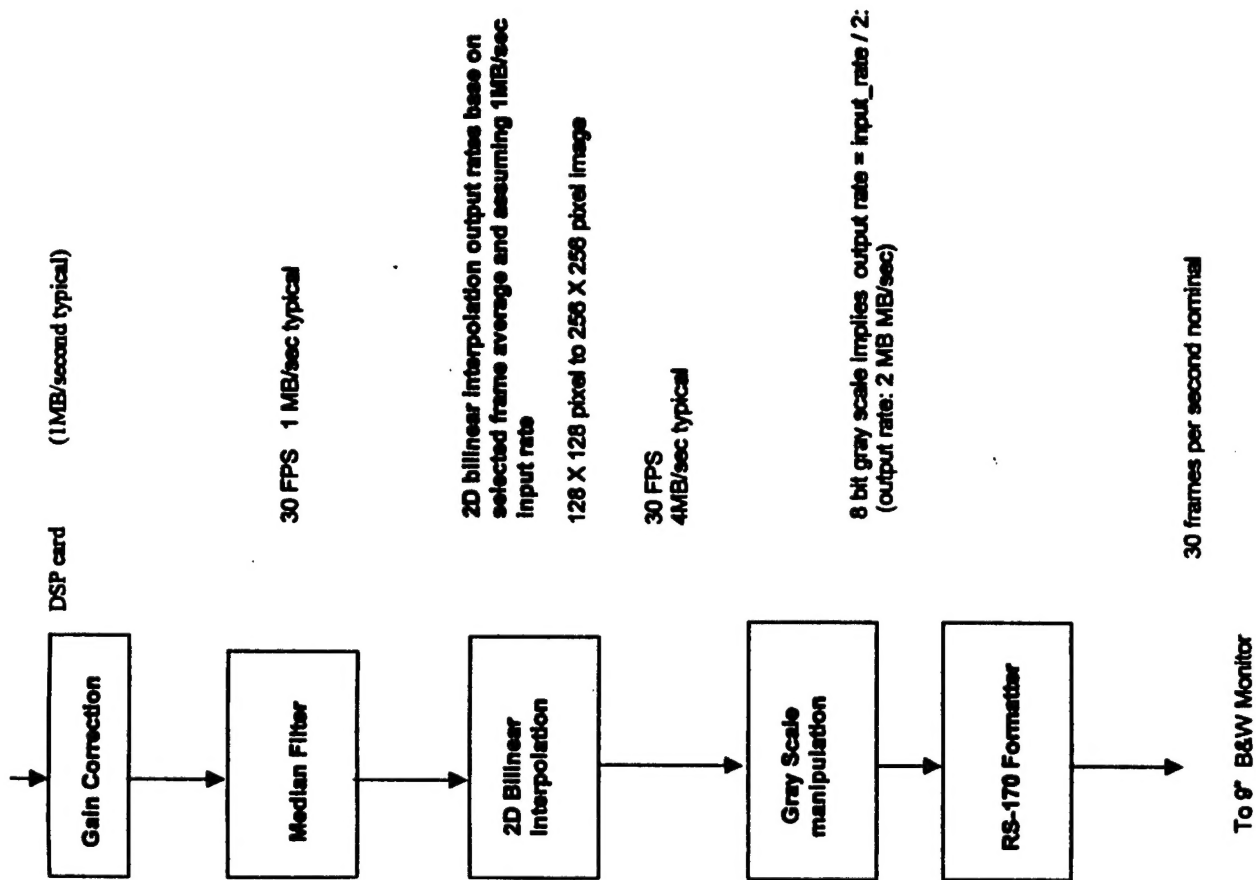 DSP card (1MB/second typical)
Gain Correction
30 FPS 1 MB/sec typical
Median Filter
2D bilinear interpolation output rates base on
selected frame average and assuming 1MB/sec
input rate
128 X 128 pixel to 256 X 256 pixel image
2D Bilinear
Interpolation
30 FPS
4MB/sec typical
Gray Scale
manipulation
8 bit gray scale implies output rate = input_rate / 2:
(output rate: 2 MB MB/sec)
RS-170 Formatter
30 frames per second nominal
To 9" B&W Monitor